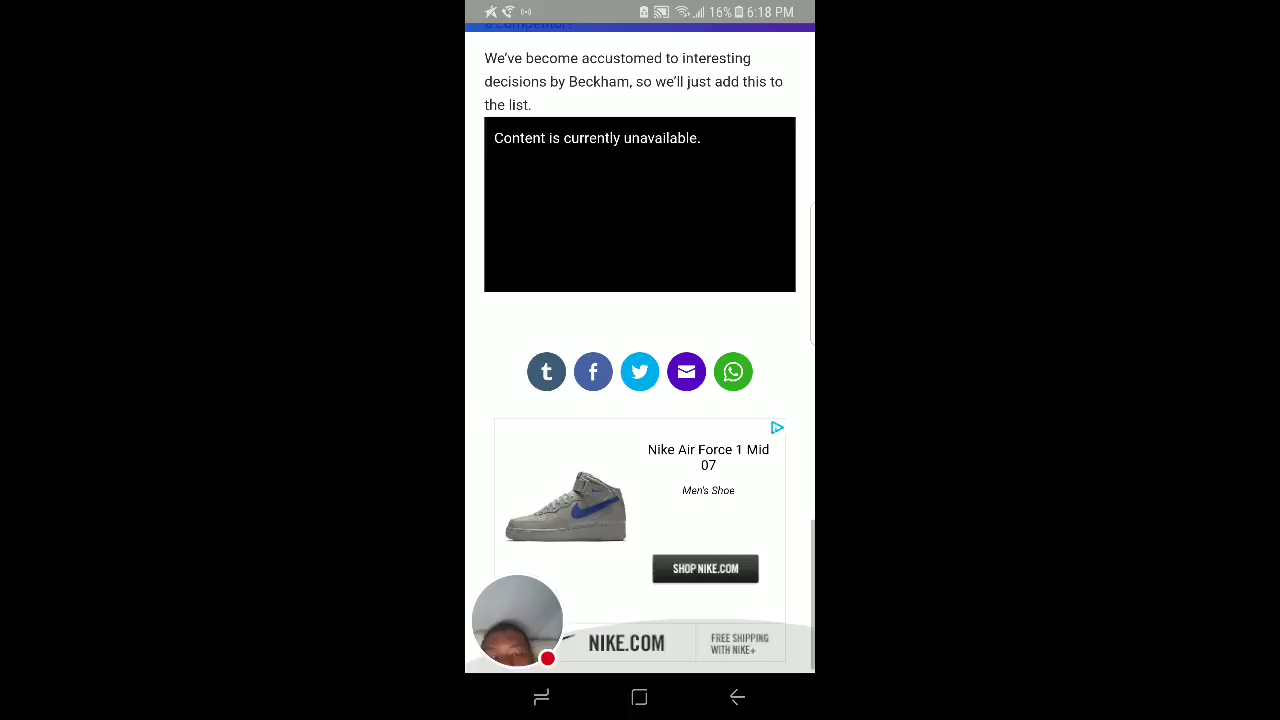 16% 6:18 PM
We've become accustomed to interesting
decisions by Beckham, so we'll just add this to
the list.
Content is currently unavailable.
Nike Air Force 1 Mid
07
Men's Shoe
SHOP NIKE.COM
NIKE.COM
FREE SHIPPING
WITH NIKE+